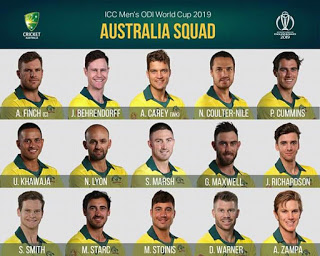 ICC Men's ODI World Cup 2019
AUSTRALIA SQUAD
CRICKET
AUSTRALIA
2019
A. FINCH (C)
J. BEHRENDORFF
A. CAREY (WK)
N. COULTER-NILE
P. CUMMINS
U. KHAWAJA
N. LYON
S. MARSH
G. MAXWELL
J. RICHARDSON
S. SMITH
M. STARC
M. STOINIS
D. WARNER
A. ZAMPA